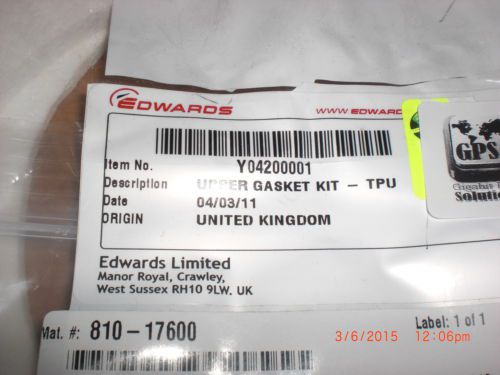 EDWARDS WWW.EDWARD
Item No. Y04200001
Description UPPER GASKET KIT - TPU
Date 04/03/11
ORIGIN UNITED KINGDOM
GPS
Solution
Edwards Limited
Manor Royal, Crawley,
West Sussex RH10 9LW. UK
Mat. #: 810-17600
Label: 1 of 1
3/6/2015 12:06pm